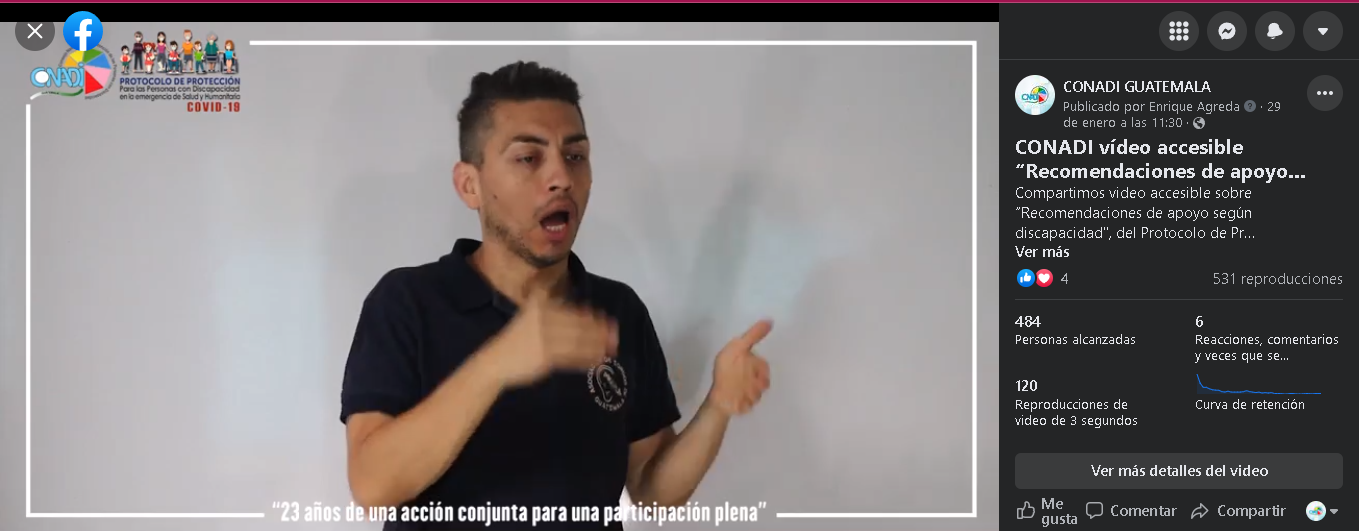 CONADI
PROTOCOLO DE PROTECCIÓN
Para las Personas con Discapacidad
en la emergencia de Salud y Humanitario
COVID-19
"23 años de una acción conjunta para una participación plena"
CONADI GUATEMALA
Publicado por Enrique Agreda · 29
de enero a las 11:30 ·
CONADI vídeo accesible
“Recomendaciones de apoyo...
Compartimos video accesible sobre
“Recomendaciones de apoyo según
discapacidad", del Protocolo de Pr...
Ver más
4
531 reproducciones
484
Personas alcanzadas
6
Reacciones, comentarios
y veces que se...
120
Reproducciones de
video de 3 segundos
Curva de retención
Ver más detalles del video
Me
gusta
Comentar
Compartir